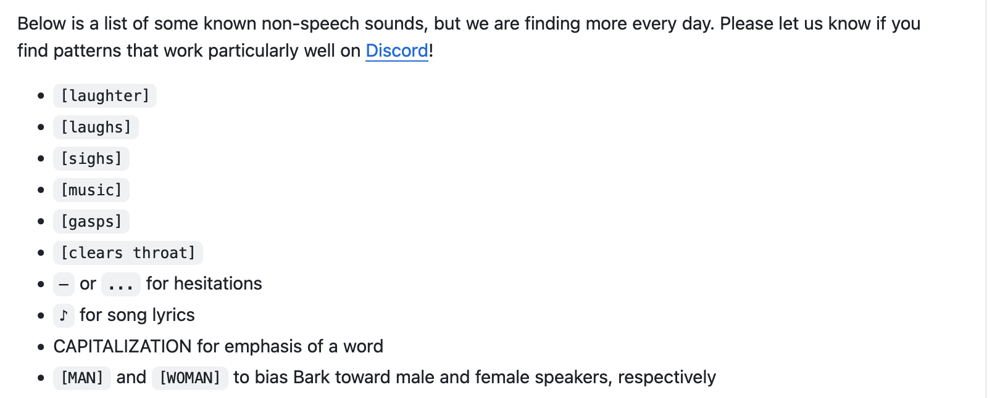 Below is a list of some known non-speech sounds, but we are finding more every day. Please let us know if you
find patterns that work particularly well on Discord!
• [laughter]
• [laughs]
• [sighs]
• [music]
• [gasps]
• [clears throat]
• — or ... for hesitations
• ♪ for song lyrics
• CAPITALIZATION for emphasis of a word
• [MAN] and [WOMAN] to bias Bark toward male and female speakers, respectively